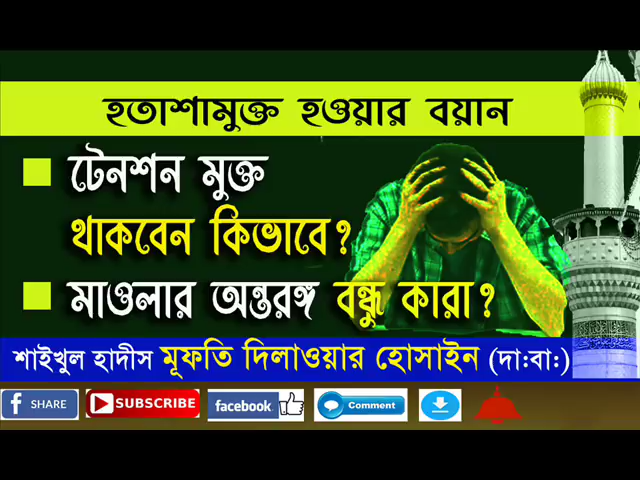 হতাশামুক্ত হওয়ার বয়ান
টেনশন মুক্ত
থাকবেন কিভাবে?
মাওলার অন্তরঙ্গ বন্ধু কারা?
শাইখুল হাদীস মূফতি দিলাওয়ার হোসাইন (দা:বা:)
f SHARE SUBSCRIBE facebook Comment